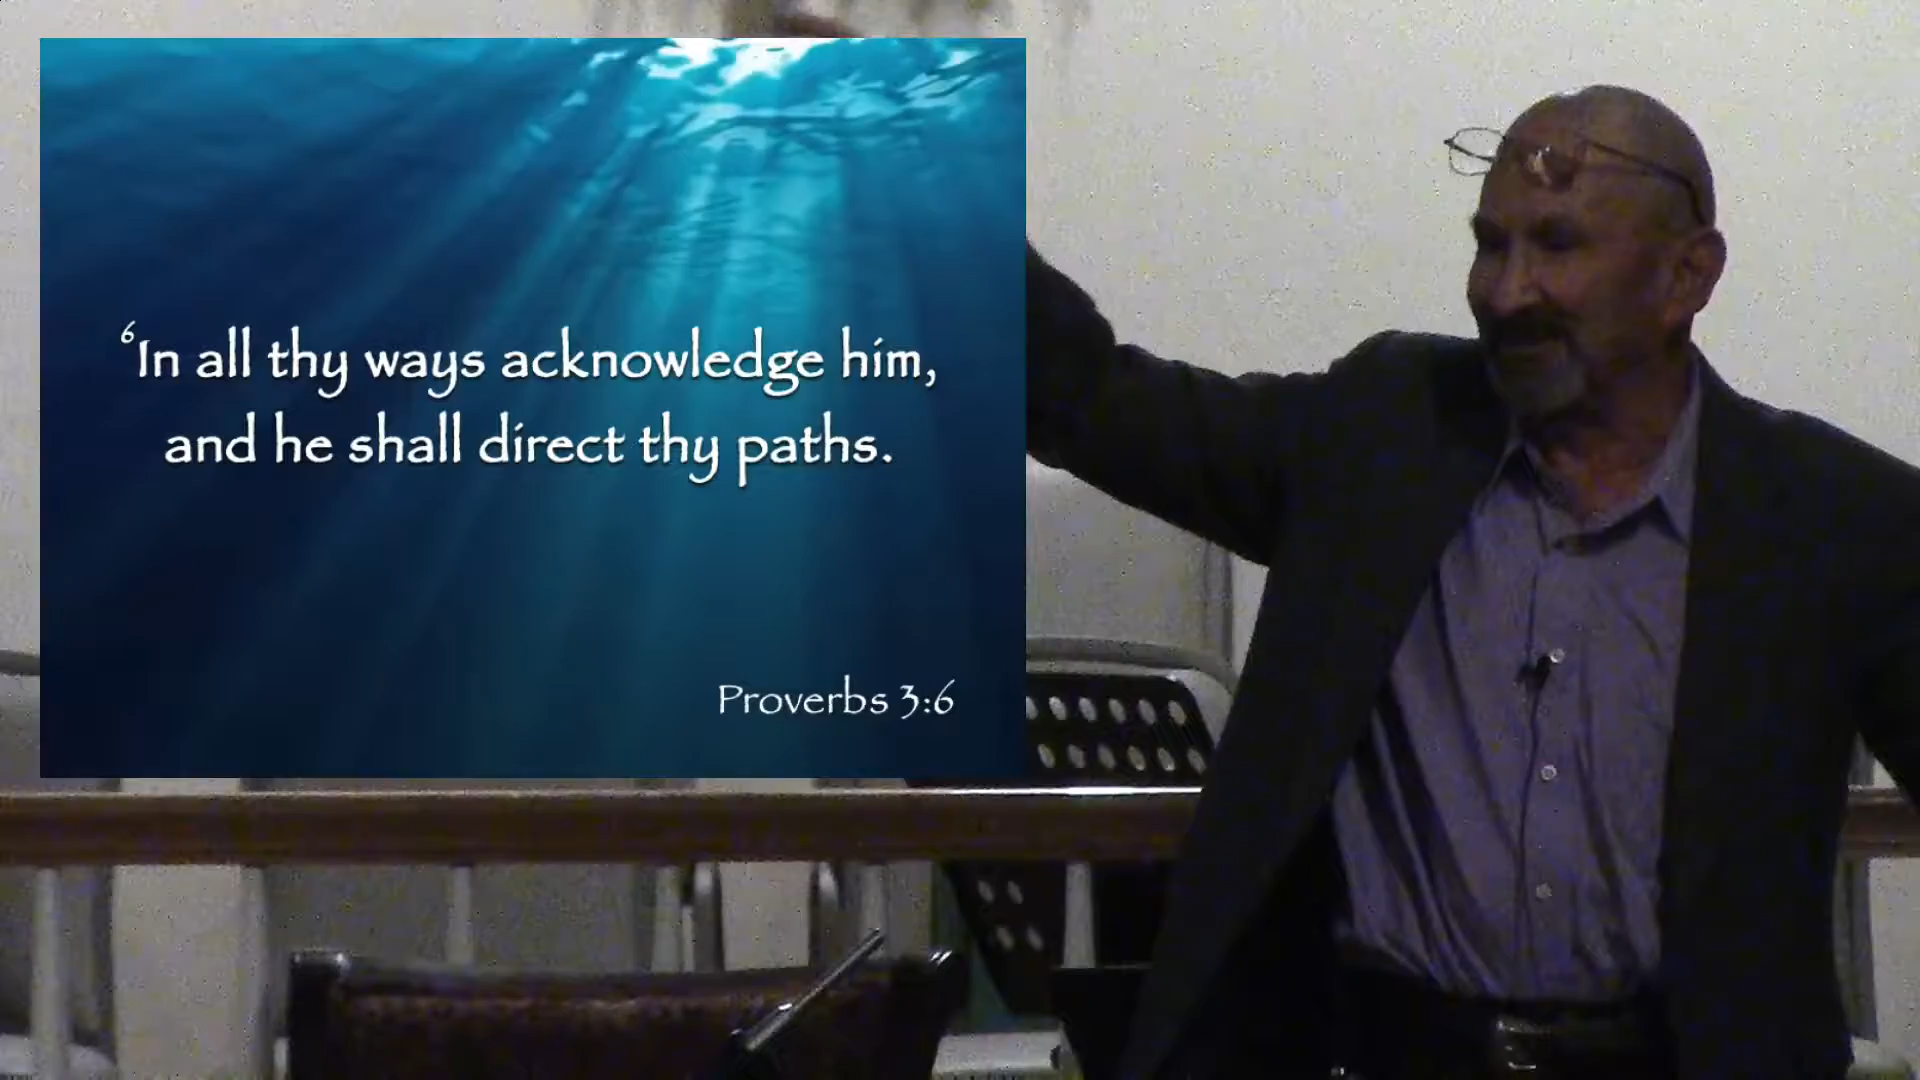 ⁶In all thy ways acknowledge him,
and he shall direct thy paths.
Proverbs 3:6